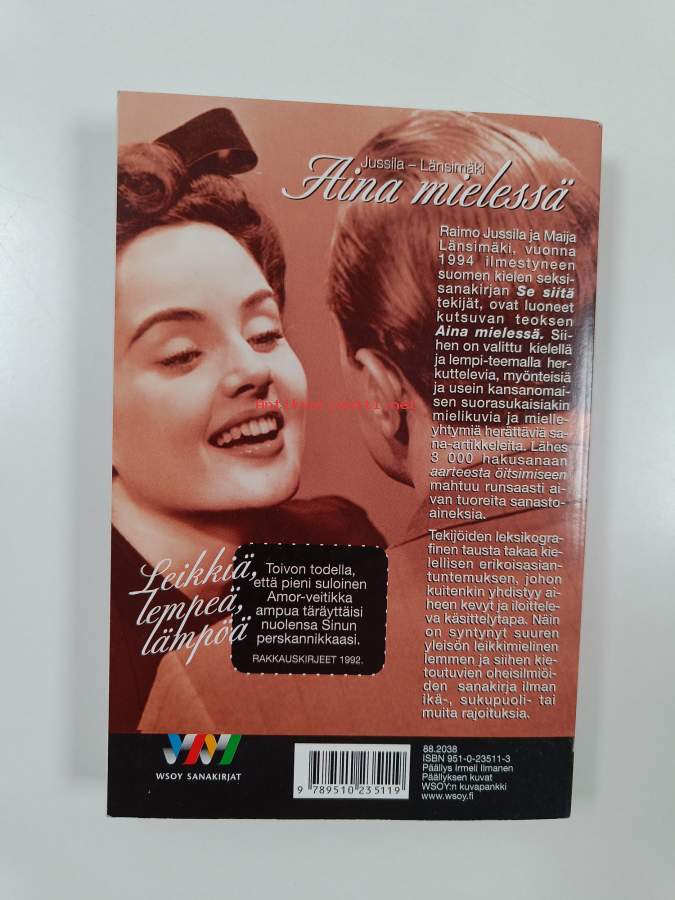 Jussila – Länsimäki
Aina mielessä
Raimo Jussila ja Maija
Länsimäki, vuonna
1994 ilmestyneen
suomen kielen seksi-
sanakirjan Se siitä
tekijät, ovat luoneet
kutsuvan teoksen
Aina mielessä. Sii-
hen on valittu kielellä
ja lempi-teemalla her-
kuttelevia, myönteisiä
ja usein kansanomai-
sen suorasukaisiakin
mielikuvia ja mielle-
yhtymiä herättäviä sa-
na-artikkeleita. Lähes
3 000 hakusanaan
aarteesta öitsimiseen
mahtuu runsaasti ai-
van tuoreita sanasto-
aineksia.
Tekijöiden leksikogra-
finen tausta takaa kie-
lellisen erikoisasian-
tuntemuksen, johon
kuitenkin yhdistyy ai-
heen kevyt ja iloittele-
va käsittelytapa. Näin
on syntynyt suuren
yleisön leikkimielinen
lemmen ja siihen kie-
toutuvien oheisilmiöi-
den sanakirja ilman
ikä-, sukupuoli- tai
muita rajoituksia.
Leikkiä,
lempeä,
lämpöä
Toivon todella,
että pieni suloinen
Amor-veitikka
ampua täräyttäisi
nuolensa Sinun
perskannikkaasi.
RAKKAUSKIRJEET 1992.
WSOY SANAKIRJAT
9 789510 235119
88.2038
ISBN 951-0-23511-3
Päällys Irmeli Ilmanen
Päällyksen kuvat
WSOY:n kuvapankki
www.wsoy.fi